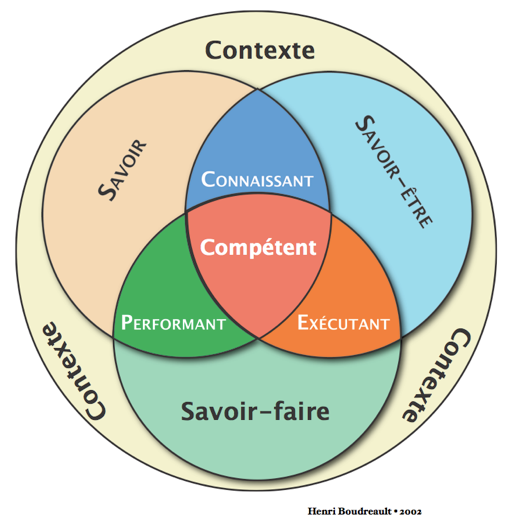 Contexte
Savoir
Savoir-être
Connaissant
Compétent
Performant
Exécutant
Contexte
Contexte
Savoir-faire
Henri Boudreault • 2002